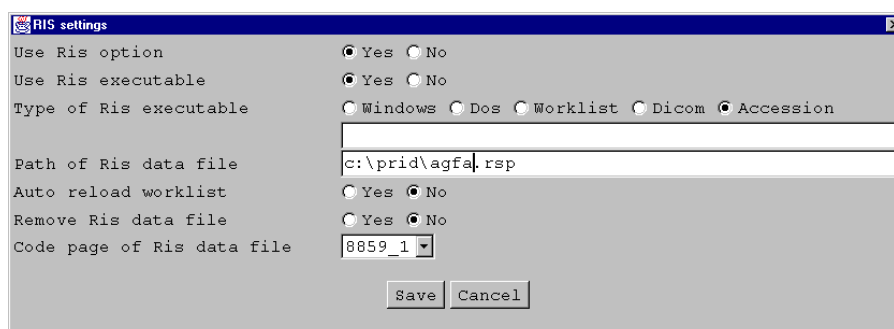 RIS settings
Use Ris option Yes No
Use Ris executable Yes No
Type of Ris executable Windows Dos Worklist Dicom Accession
Path of Ris data file c:\prid\agfa.rsp
Auto reload worklist Yes No
Remove Ris data file Yes No
Code page of Ris data file 8859_1
Save Cancel